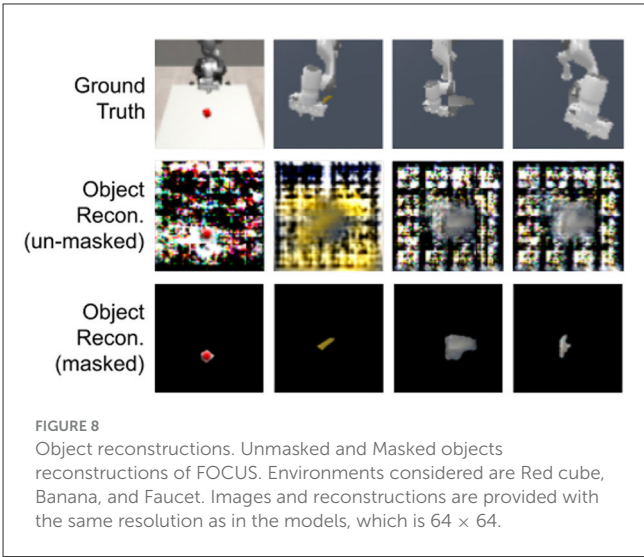 Ground
Truth
Object
Recon.
(un-masked)
Object
Recon.
(masked)
FIGURE 8
Object reconstructions. Unmasked and Masked objects
reconstructions of FOCUS. Environments considered are Red cube,
Banana, and Faucet. Images and reconstructions are provided with
the same resolution as in the models, which is 64 × 64.